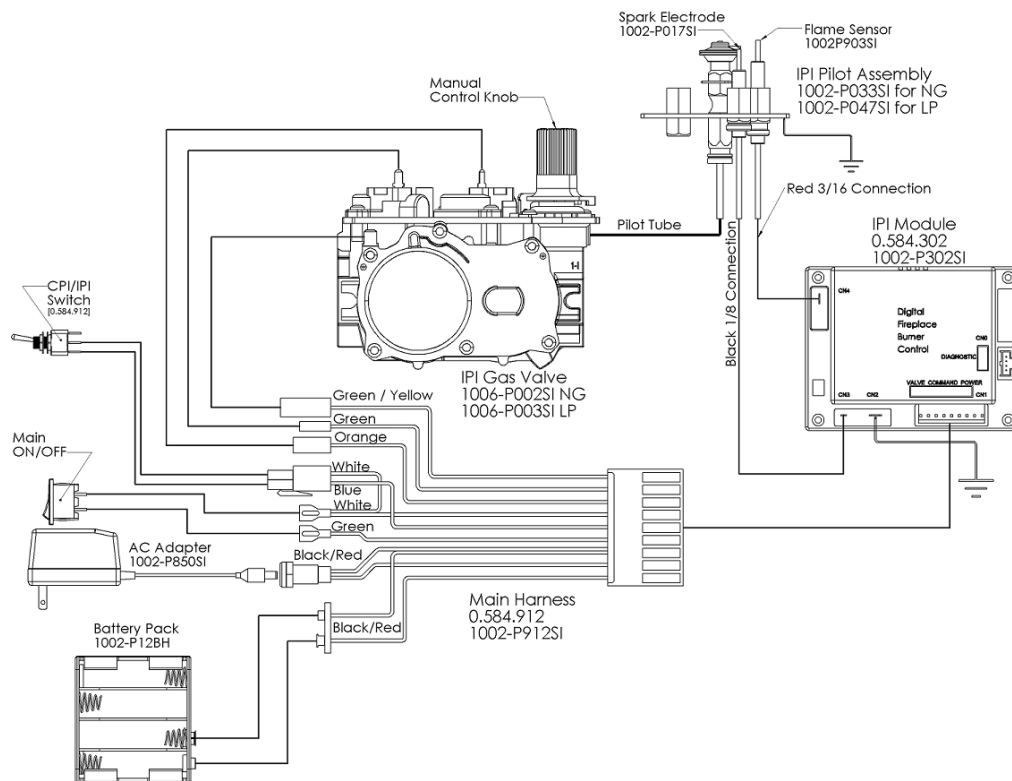 Spark Electrode
1002-P017SI
Flame Sensor
1002P903SI
IPI Pilot Assembly
1002-P033SI for NG
1002-P047SI for LP
Manual
Control Knob
Red 3/16 Connection
Pilot Tube
Black 1/8 Connection
IPI Module
0.584.302
1002-P302SI
CN4
Digital
Fireplace
Burner
Control
CN6
DIAGNOSTIC
VALVE COMMAND POWER
CN3
CN2
CN1
1-I
CPI/IPI
Switch
[0.584.912]
IPI Gas Valve
1006-P002SI NG
1006-P003SI LP
Green / Yellow
Green
Orange
White
Blue
White
Green
Main
ON/OFF
AC Adapter
1002-P850SI
Black/Red
Main Harness
0.584.912
1002-P912SI
Black/Red
Battery Pack
1002-P12BH